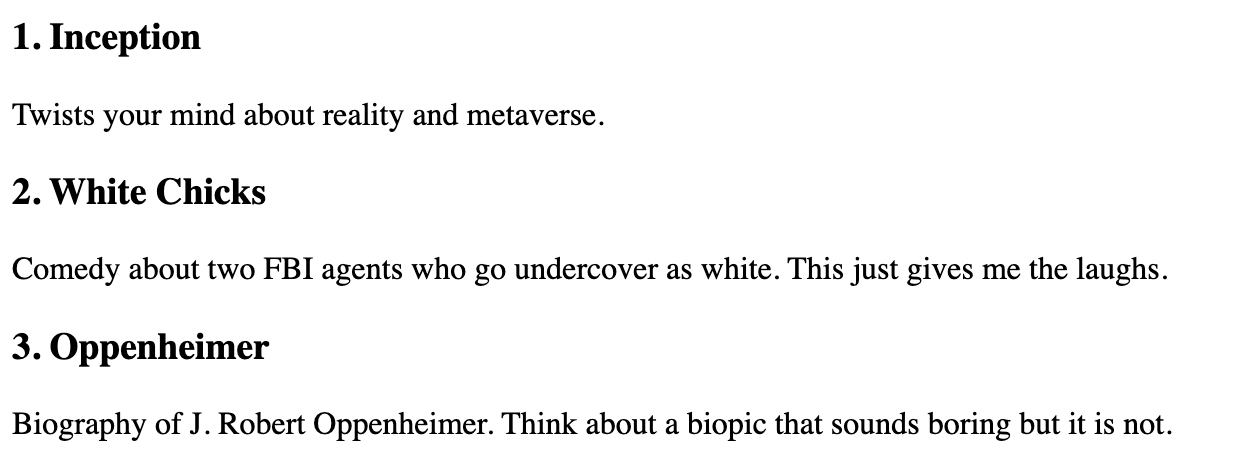 1. Inception
Twists your mind about reality and metaverse.
2. White Chicks
Comedy about two FBI agents who go undercover as white. This just gives me the laughs.
3. Oppenheimer
Biography of J. Robert Oppenheimer. Think about a biopic that sounds boring but it is not.